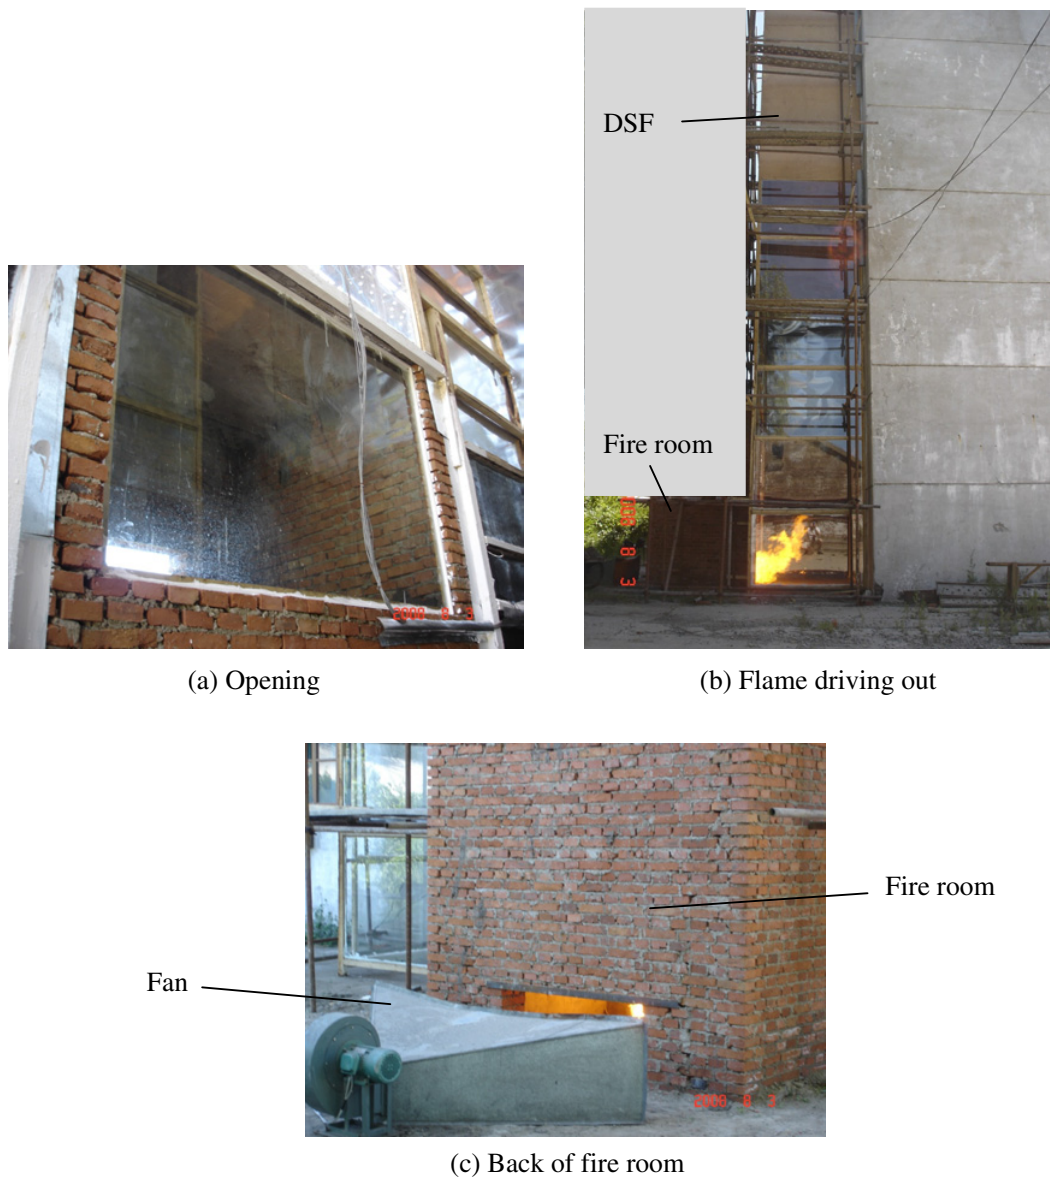 DSF
Fire room
2008 8 3
2008 8 3
(a) Opening
(b) Flame driving out
Fire room
Fan
2008 8 3
(c) Back of fire room